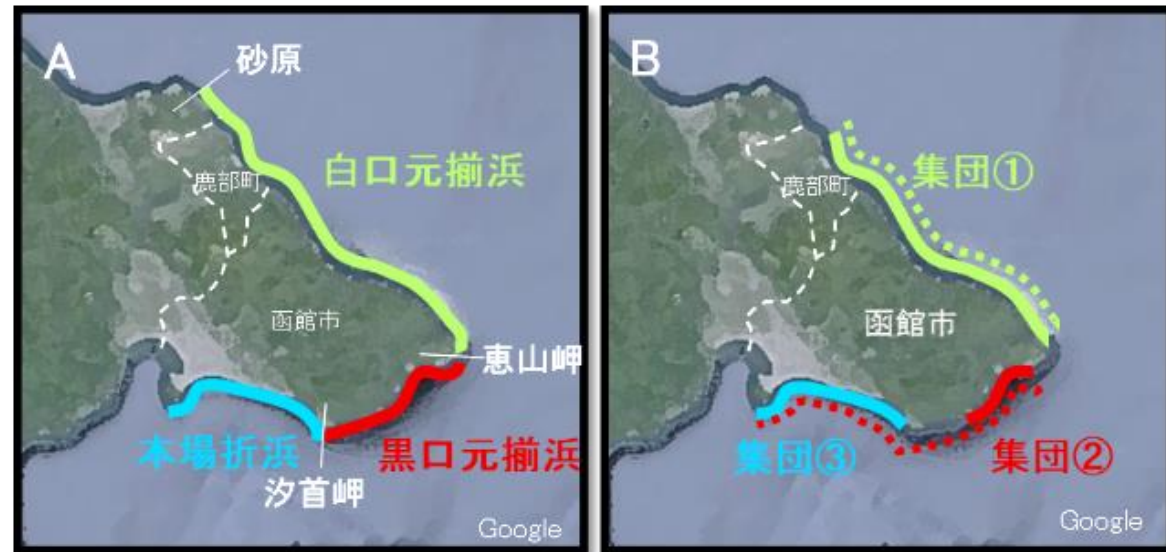 A
砂原
白口元揃浜
鹿部町
函館市
恵山岬
本場折浜
黒口元揃浜
汐首岬
Google
B
集団①
鹿部町
函館市
集団③
集団②
Google